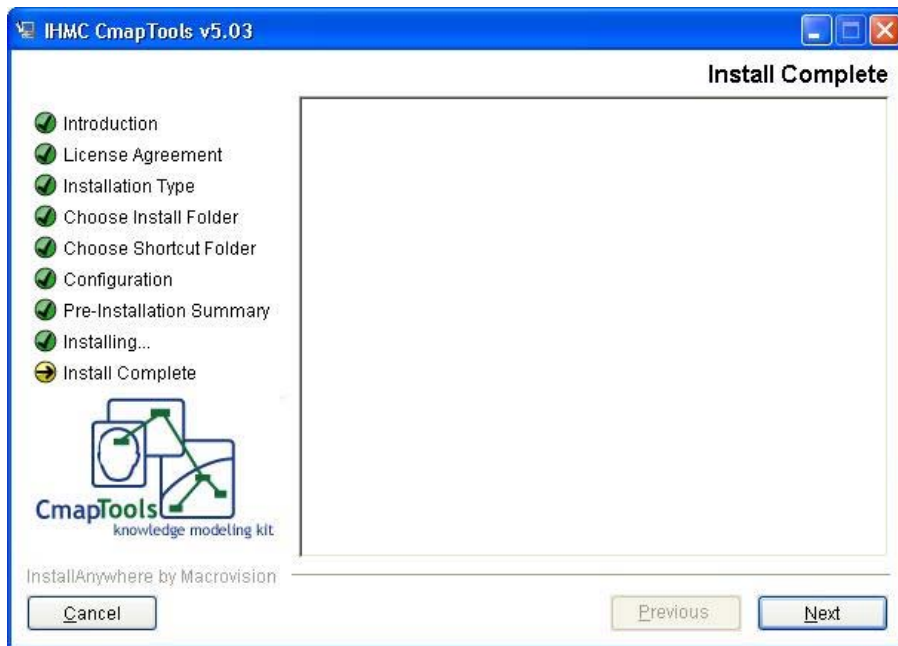 IHMC CmapTools v5.03
Install Complete
Introduction
License Agreement
Installation Type
Choose Install Folder
Choose Shortcut Folder
Configuration
Pre-Installation Summary
Installing...
Install Complete
CmapTools
knowledge modeling kit
InstallAnywhere by Macrovision
Cancel
Previous
Next